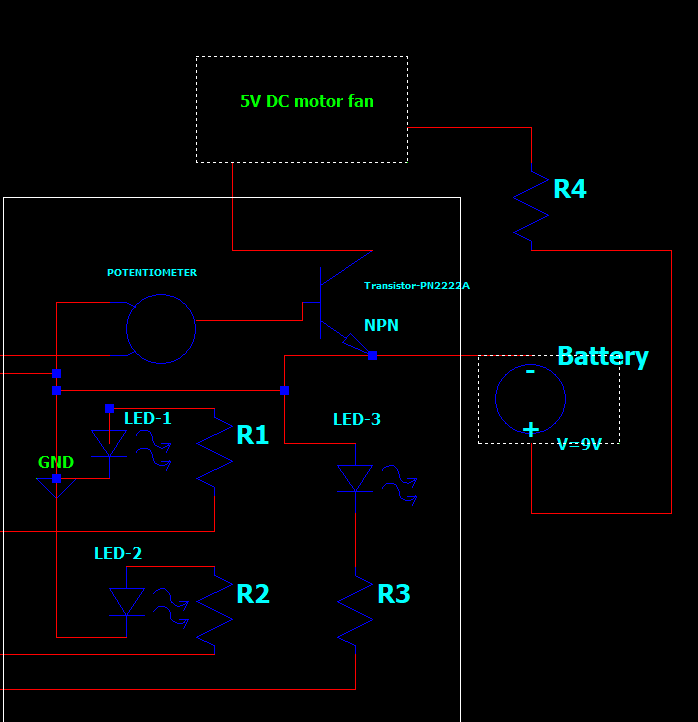 5V DC motor fan
R4
POTENTIOMETER
Transistor-PN2222A
NPN
Battery
-
LED-1
LED-3
R1
+
V=9V
GND
LED-2
R2
R3